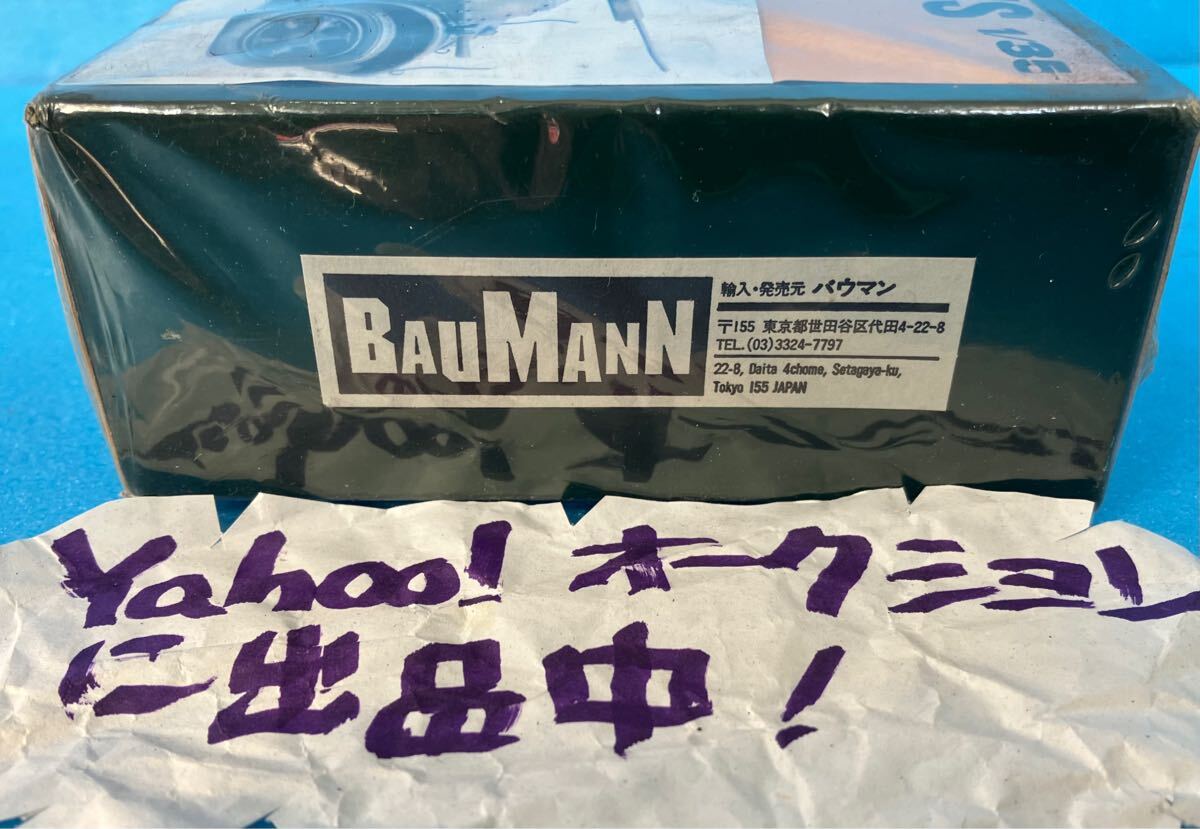 S 1/35
BAUMANN
輸入・発売元 バウマン
〒155 東京都世田谷区代田4-22-8
TEL.(03)3324-7797
22-8, Daita 4chome, Setagaya-ku,
Tokyo 155 JAPAN
Yahoo! オークション
に出品中!